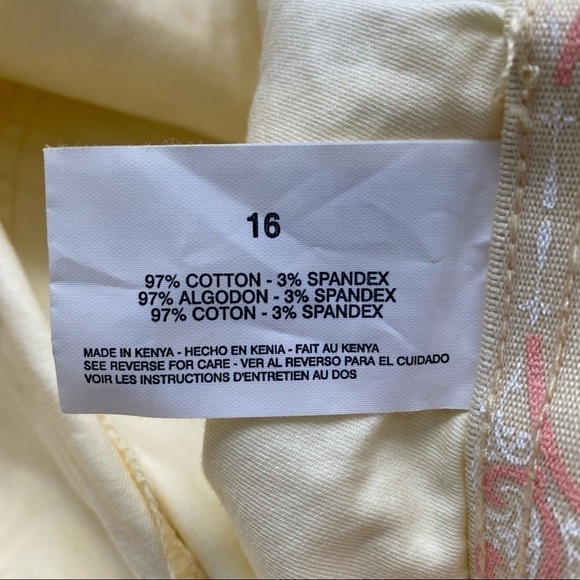 16
97% COTTON - 3% SPANDEX
97% ALGODON - 3% SPANDEX
97% COTON - 3% SPANDEX
MADE IN KENYA - HECHO EN KENIA - FAIT AU KENYA
SEE REVERSE FOR CARE - VER AL REVERSO PARA EL CUIDADO
VOIR LES INSTRUCTIONS D'ENTRETIEN AU DOS